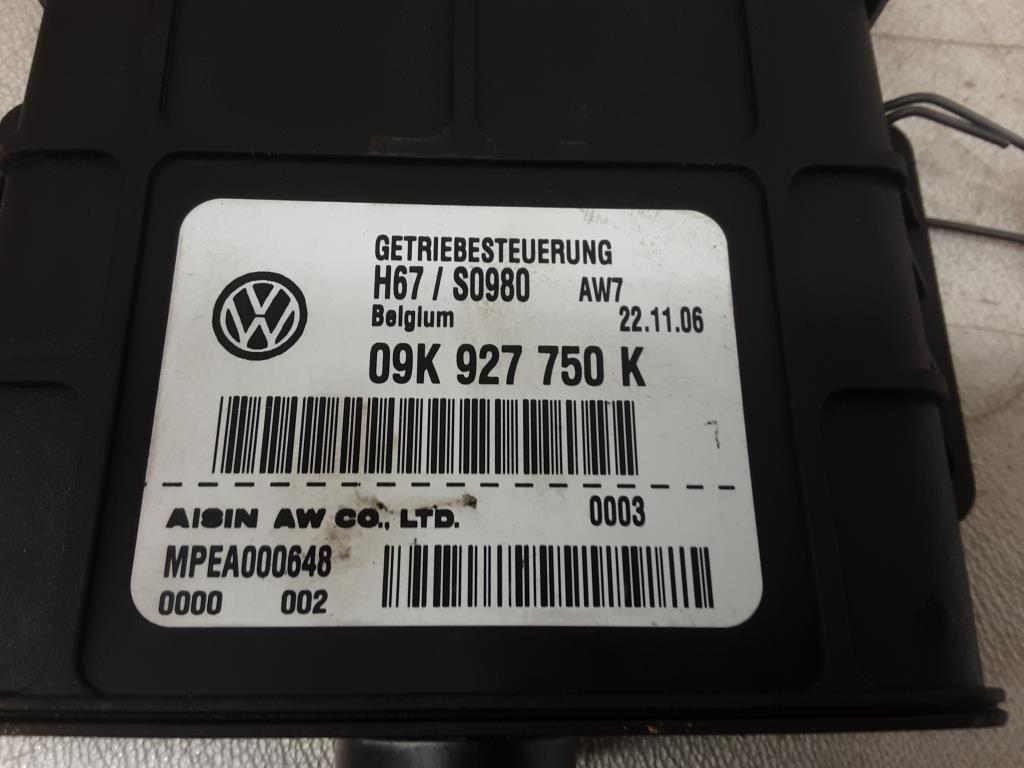 GETRIEBESTEUERUNG
H67 / S0980 AW7
Belgium 22.11.06
09K 927 750 K
AISIN AW CO., LTD. 0003
MPEA000648
0000 002